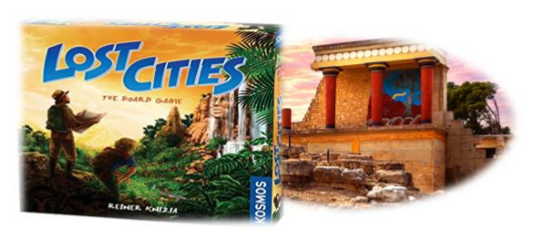 LOST CITIES
THE BOARD GAME
REINER KNIZIA
KOSMOS